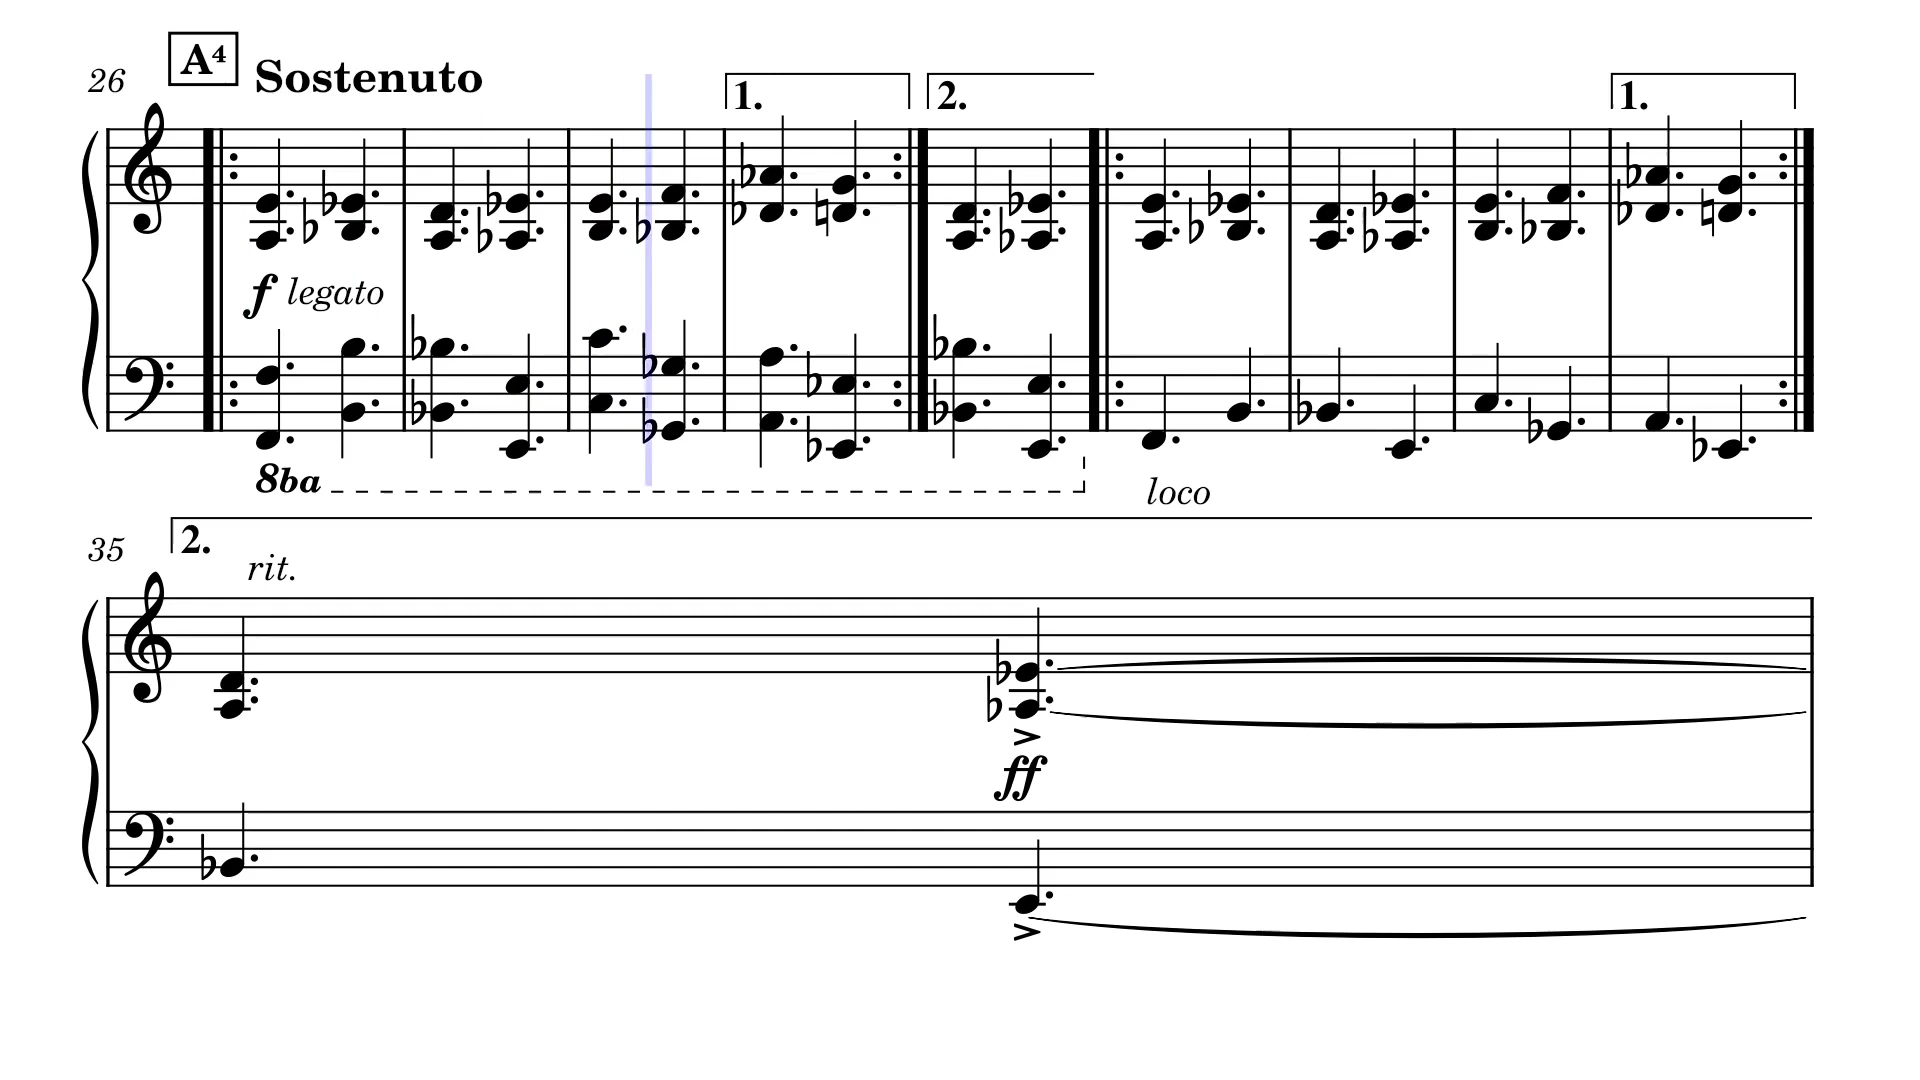 A⁴
26 Sostenuto 1. 2. 1.
f legato
8ba loco
2.
35 rit.
ff